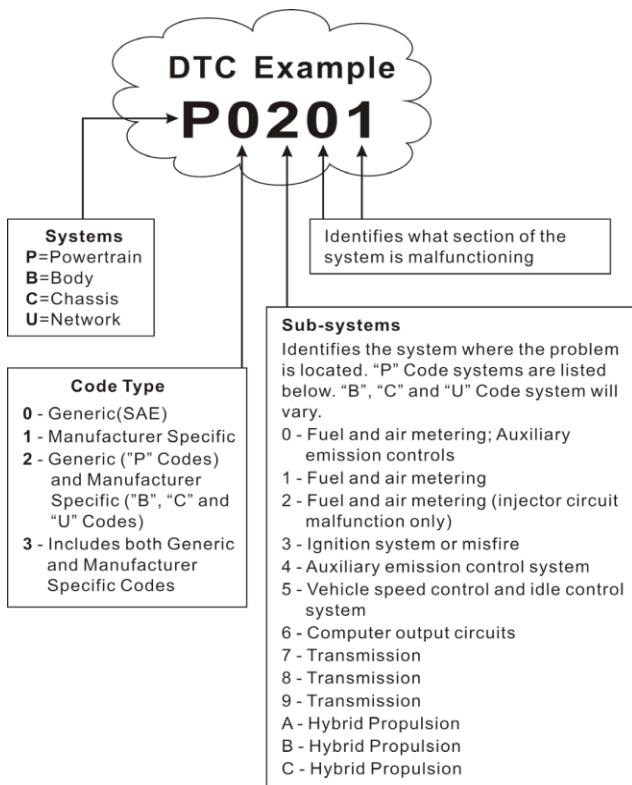 DTC Example
P0201
Systems
P=Powertrain
B=Body
C=Chassis
U=Network
Identifies what section of the
system is malfunctioning
Code Type
0 - Generic(SAE)
1 - Manufacturer Specific
2 - Generic ("P" Codes)
and Manufacturer
Specific ("B", “C” and
“U” Codes)
3 - Includes both Generic
and Manufacturer
Specific Codes
Sub-systems
Identifies the system where the problem
is located. “P” Code systems are listed
below. “B”, “C” and “U” Code system will
vary.
0 - Fuel and air metering; Auxiliary
emission controls
1 - Fuel and air metering
2 - Fuel and air metering (injector circuit
malfunction only)
3 - Ignition system or misfire
4 - Auxiliary emission control system
5 - Vehicle speed control and idle control
system
6 - Computer output circuits
7 - Transmission
8 - Transmission
9 - Transmission
A - Hybrid Propulsion
B - Hybrid Propulsion
C - Hybrid Propulsion